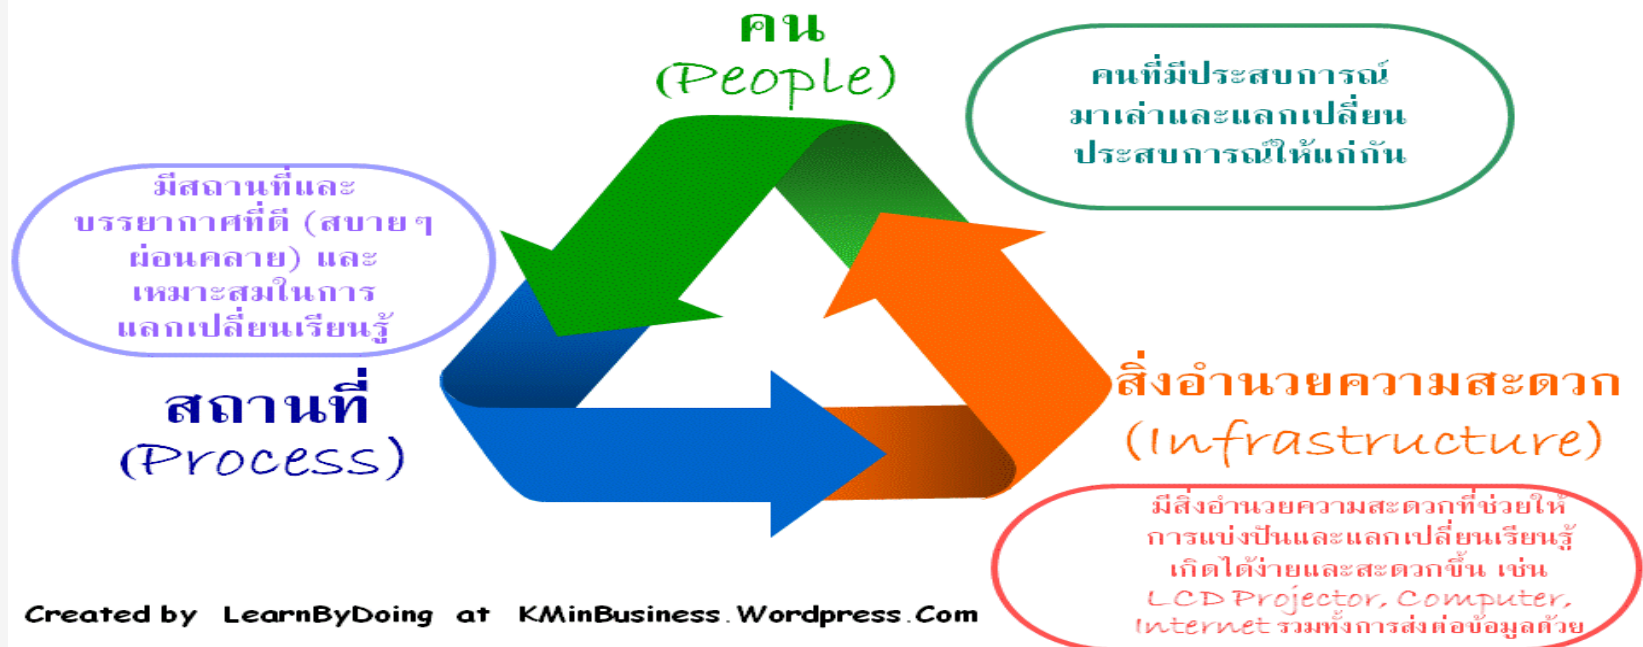 คน
(People)
คนที่มีประสบการณ์
มาเล่าและแลกเปลี่ยน
ประสบการณ์ให้แก่กัน
มีสถานที่และ
บรรยากาศที่ดี (สบายๆ
ผ่อนคลาย) และ
เหมาะสมในการ
แลกเปลี่ยนเรียนรู้
สถานที่
(Process)
สิ่งอำนวยความสะดวก
(Infrastructure)
มีสิ่งอำนวยความสะดวกที่ช่วยให้
การแบ่งปันและแลกเปลี่ยนเรียนรู้
เกิดได้ง่ายและสะดวกขึ้น เช่น
LCD Projector, Computer,
Internet รวมทั้งการส่งต่อข้อมูลด้วย
Created by LearnByDoing at KMinBusiness.Wordpress.Com